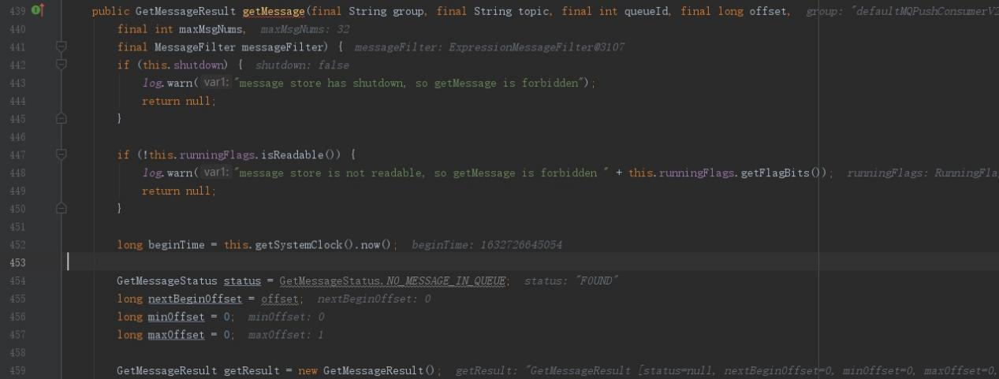 439 public GetMessageResult getMessage(final String group, final String topic, final int queueId, final long offset, group: "defaultMQPushConsumerV2
440 final int maxMsgNums, maxMsgNums: 32
441 final MessageFilter messageFilter) { messageFilter: ExpressionMessageFilter@3107
442 if (this.shutdown) { shutdown: false
443 log.warn( var1: "message store has shutdown, so getMessage is forbidden");
444 return null;
445 }
446
447 if (!this.runningFlags.isReadable()) {
448 log.warn( var1: "message store is not readable, so getMessage is forbidden " + this.runningFlags.getFlagBits()); runningFlags: RunningFla
449 return null;
450 }
451
452 long beginTime = this.getSystemClock().now(); beginTime: 1632726645054
453
454 GetMessageStatus status = GetMessageStatus.NO_MESSAGE_IN_QUEUE; status: "FOUND"
455 long nextBeginOffset = offset; nextBeginOffset: 0
456 long minOffset = 0; minOffset: 0
457 long maxOffset = 0; maxOffset: 1
458
459 GetMessageResult getResult = new GetMessageResult(); getResult: "GetMessageResult [status=null, nextBeginOffset=0, minOffset=0, maxOffset=0,